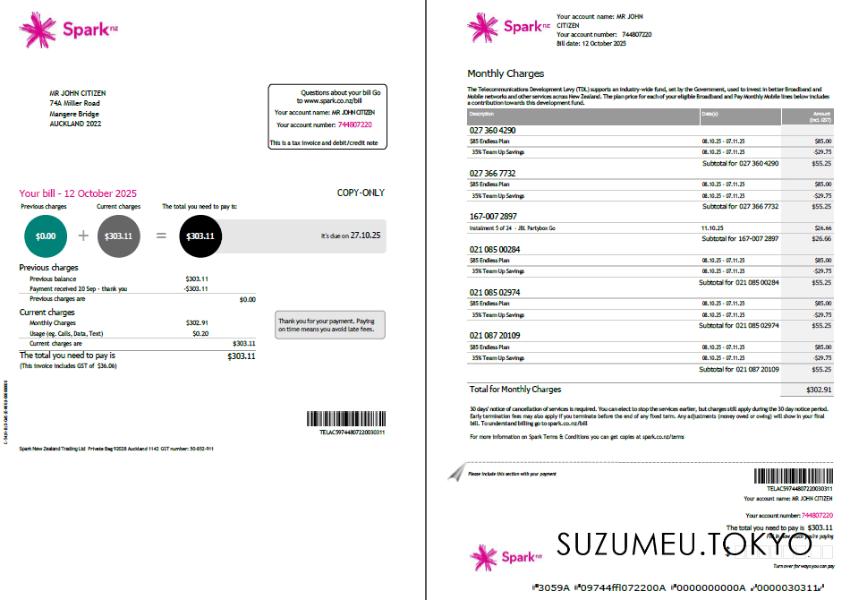 Spark nz
MR JOHN CITIZEN
74A Miller Road
Mangere Bridge
AUCKLAND 2022
Questions about your bill Go
to www.spark.co.nz/bill
Your account name: MR JOHN CITIZEN
Your account number: 744807220
This is a tax invoice and debit/credit note
Your bill - 12 October 2025
COPY-ONLY
Previous charges
Current charges
The total you need to pay is:
$0.00
+
$303.11
=
$303.11
It's due on 27.10.25
Previous charges
Previous balance $303.11
Payment received 20 Sep - thank you -$303.11
Previous charges are $0.00
Current charges
Monthly Charges $302.91
Usage (eg. Calls, Data, Text) $0.20
Current charges are $303.11
The total you need to pay is $303.11
(This invoice includes GST of $36.06)
Thank you for your payment. Paying
on time means you avoid late fees.
TELAC59744807220030311
Spark New Zealand Trading Ltd Private Bag 92028 Auckland 1142 GST number: 50-052-911
Spark nz
Your account name: MR JOHN
CITIZEN
Your account number: 744807220
Bill date: 12 October 2025
Monthly Charges
The Telecommunications Development Levy (TDL) supports an industry-wide fund, set by the Government, used to invest in better Broadband and
Mobile networks and other services across New Zealand. The plan price for each of your eligible Broadband and Pay Monthly Mobile lines below includes
a contribution towards this development fund.
Description Date(s) Amount
(incl. GST)
027 360 4290
$85 Endless Plan 08.10.25 - 07.11.25 $85.00
35% Team Up Savings 08.10.25 - 07.11.25 -$29.75
Subtotal for 027 360 4290 $55.25
027 366 7732
$85 Endless Plan 08.10.25 - 07.11.25 $85.00
35% Team Up Savings 08.10.25 - 07.11.25 -$29.75
Subtotal for 027 366 7732 $55.25
167-007 2897
Instalment 5 of 24 - JBL Partybox Go 11.10.25 $26.66
Subtotal for 167-007 2897 $26.66
021 085 00284
$85 Endless Plan 08.10.25 - 07.11.25 $85.00
35% Team Up Savings 08.10.25 - 07.11.25 -$29.75
Subtotal for 021 085 00284 $55.25
021 085 02974
$85 Endless Plan 08.10.25 - 07.11.25 $85.00
35% Team Up Savings 08.10.25 - 07.11.25 -$29.75
Subtotal for 021 085 02974 $55.25
021 087 20109
$85 Endless Plan 08.10.25 - 07.11.25 $85.00
35% Team Up Savings 08.10.25 - 07.11.25 -$29.75
Subtotal for 021 087 20109 $55.25
Total for Monthly Charges $302.91
30 days' notice of cancellation of services is required. You can elect to stop the services earlier, but charges still apply during the 30 day notice period.
Early termination fees may also apply if you terminate before the end of any fixed term. Any adjustments (money owed or owing) will show in your final
bill. To understand billing go to spark.co.nz/bill
For more information on Spark Terms & Conditions you can get copies at spark.co.nz/terms
Please include this section with your payment
TELAC59744807220030311
Your account name: MR JOHN CITIZEN
Your account number: 744807220
The total you need to pay is $303.11
Spark nz
SUZUMEU.TOKYO
Turn over for ways you can pay